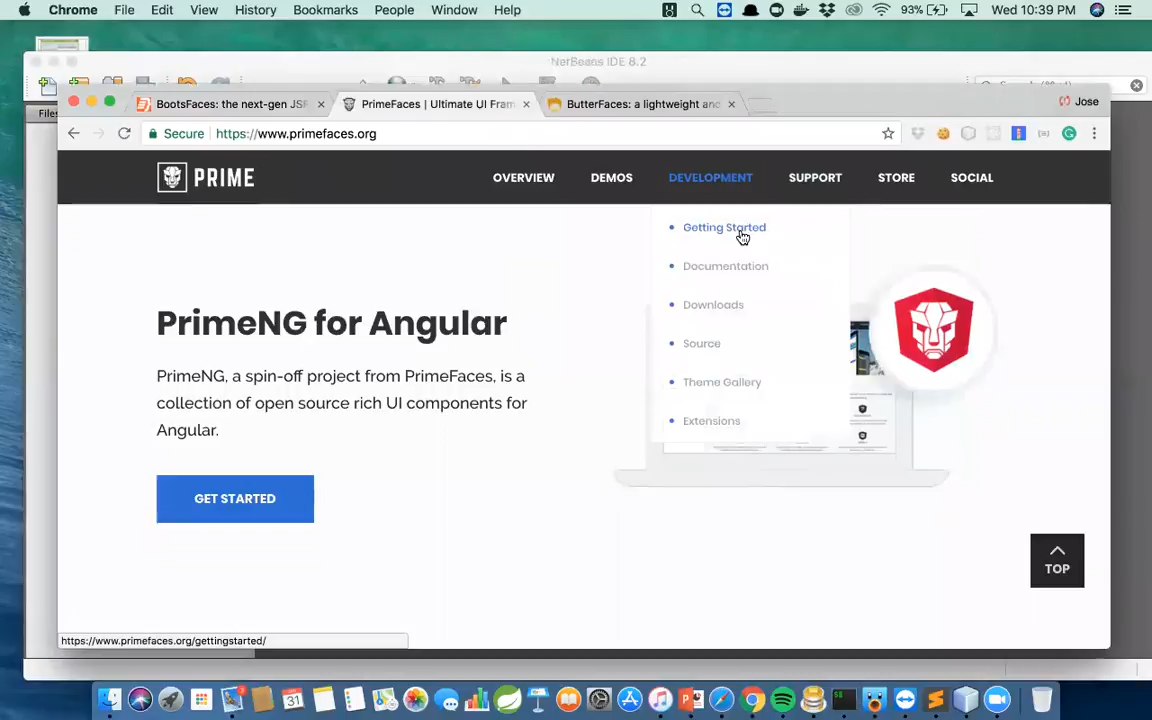 Chrome File Edit View History Bookmarks People Window Help 93% Wed 10:39 PM
NetBeans IDE 8.2
Files
BootsFaces: the next-gen JSF
PrimeFaces | Ultimate UI Fram
ButterFaces: a lightweight and
Jose
Secure https://www.primefaces.org
PRIME
OVERVIEW DEMOS DEVELOPMENT SUPPORT STORE SOCIAL
Getting Started
Documentation
Downloads
Source
Theme Gallery
Extensions
PrimeNG for Angular
PrimeNG, a spin-off project from PrimeFaces, is a
collection of open source rich UI components for
Angular.
GET STARTED
TOP
https://www.primefaces.org/gettingstarted/